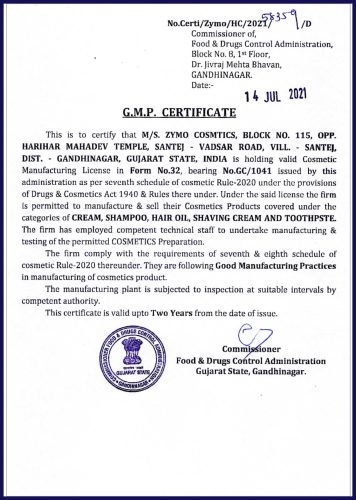 No.Certi/Zymo/HC/2021/58359/D
Commissioner of,
Food & Drugs Control Administration,
Block No. 8, 1st Floor,
Dr. Jivraj Mehta Bhavan,
GANDHINAGAR.
Date:-
14 JUL 2021
G.M.P. CERTIFICATE
This is to certify that M/S. ZYMO COSMTICS, BLOCK NO. 115, OPP.
HARIHAR MAHADEV TEMPLE, SANTEJ - VADSAR ROAD, VILL. - SANTEJ,
DIST. - GANDHINAGAR, GUJARAT STATE, INDIA is holding valid Cosmetic
Manufacturing License in Form No.32, bearing No.GC/1041 issued by this
administration as per seventh schedule of cosmetic Rule-2020 under the provisions
of Drugs & Cosmetics Act 1940 & Rules there under. Under the said license the firm
is permitted to manufacture & sell their Cosmetics Products covered under the
categories of CREAM, SHAMPOO, HAIR OIL, SHAVING CREAM AND TOOTHPSTE.
The firm has employed competent technical staff to undertake manufacturing &
testing of the permitted COSMETICS Preparation.
The firm comply with the requirements of seventh & eighth schedule of
cosmetic Rule-2020 thereunder. They are following Good Manufacturing Practices
in manufacturing of cosmetics product.
The manufacturing plant is subjected to inspection at suitable intervals by
competent authority.
This certificate is valid upto Two Years from the date of issue.
Commissioner
Food & Drugs Control Administration
Gujarat State, Gandhinagar.
GUJARAT STATE
GANDHINAGAR